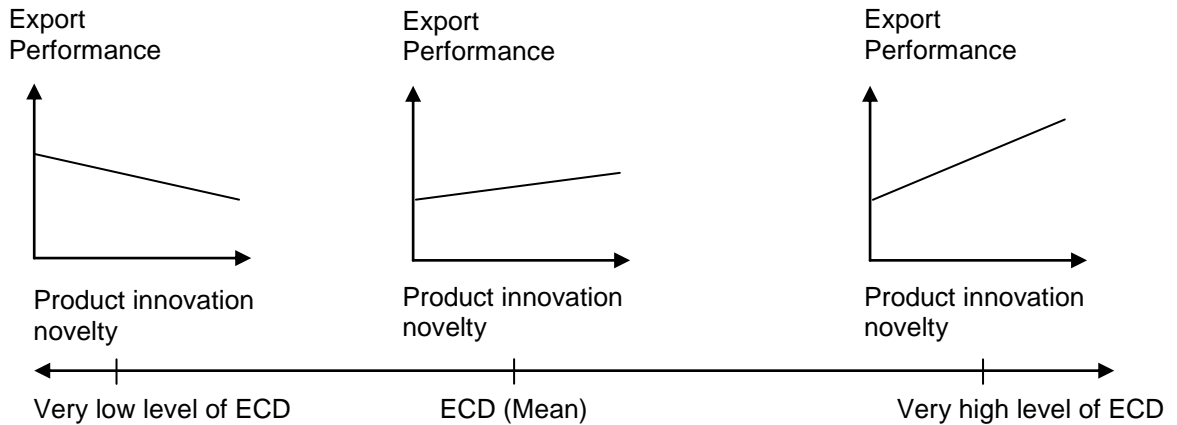 Export
Performance
Export
Performance
Export
Performance
Product innovation
novelty
Product innovation
novelty
Product innovation
novelty
Very low level of ECD
ECD (Mean)
Very high level of ECD